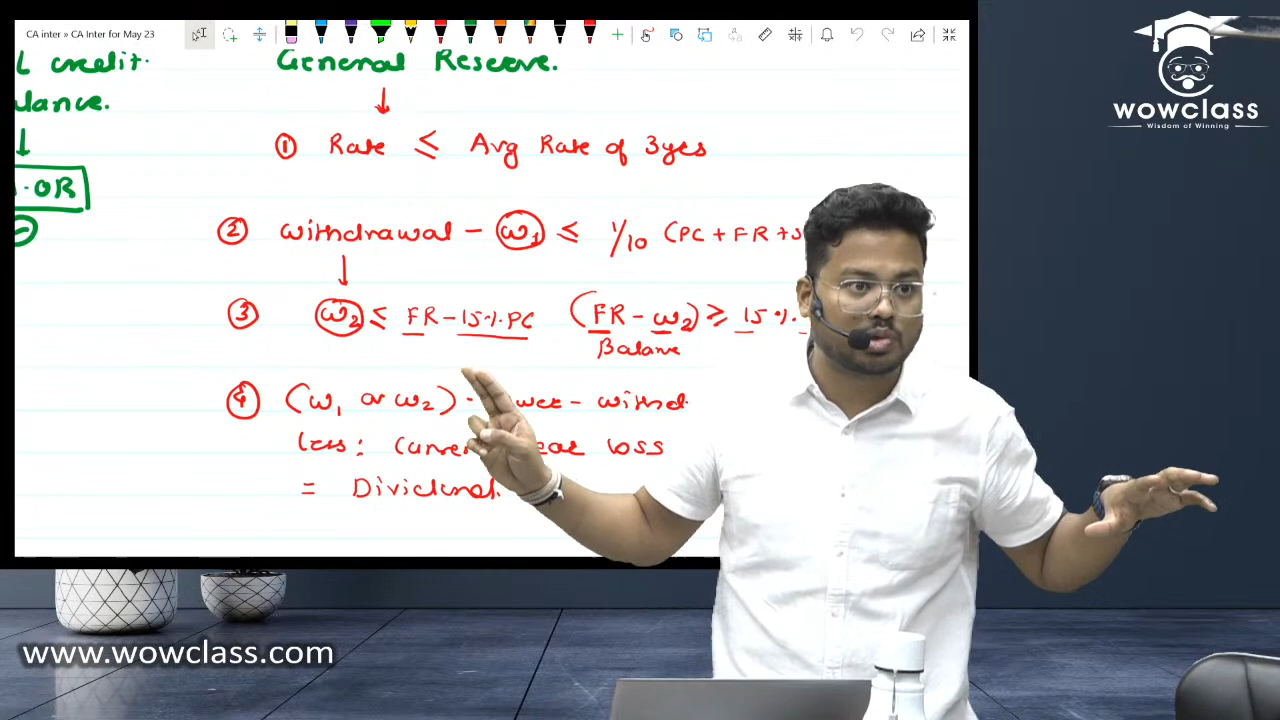 CA inter » CA Inter for May 23
L credit.
lance.
.OR
General Reserve.
① Rate ≤ Avg Rate of 3yrs
② withdrawal - ω1 ≤ 1/10 (PC + FR + S
③ ω2 ≤ FR - 15%. PC (FR - ω2) ≥ 15%.
Balance
④ (ω1 or ω2) - withd.
less: loss
= Dividend.
wowclass
Wisdom of Winning
www.wowclass.com